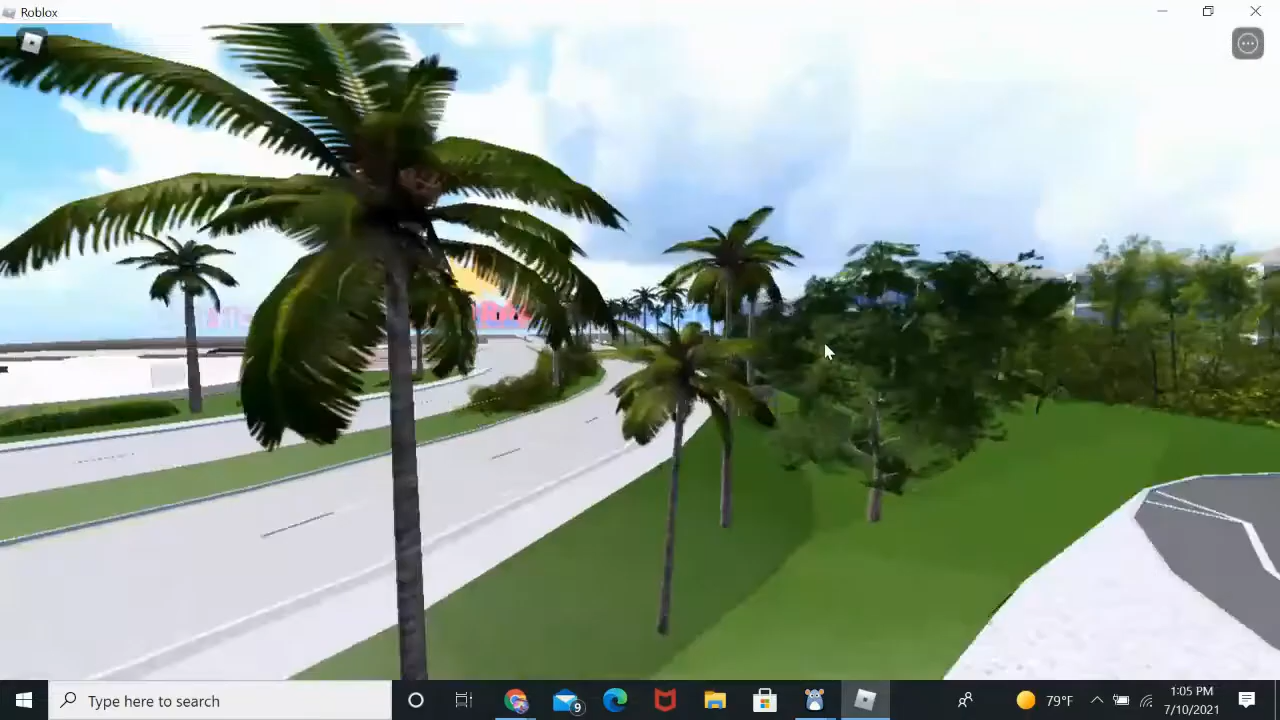 Roblox
Type here to search
9
79°F
1:05 PM
7/10/2021